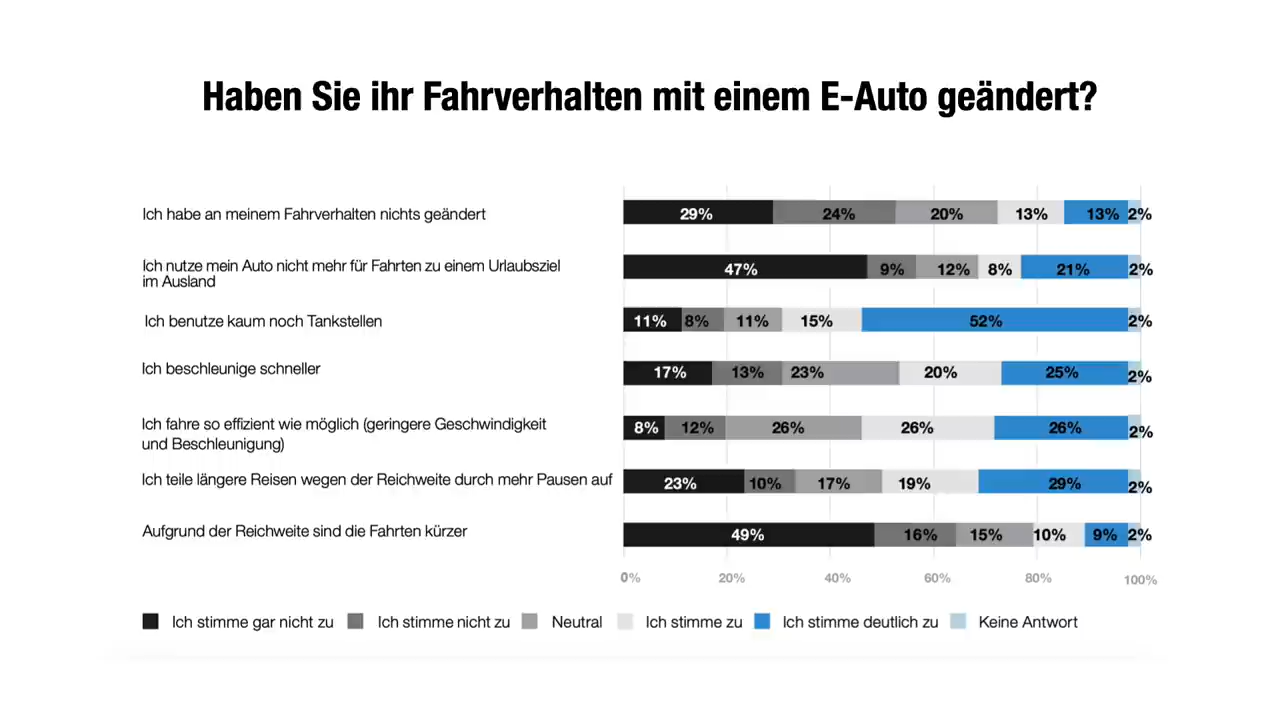 Haben Sie ihr Fahrverhalten mit einem E-Auto geändert?
Ich habe an meinem Fahrverhalten nichts geändert 29% 24% 20% 13% 13% 2%
Ich nutze mein Auto nicht mehr für Fahrten zu einem Urlaubsziel
im Ausland
47% 9% 12% 8% 21% 2%
Ich benutze kaum noch Tankstellen 11% 8% 11% 15% 52% 2%
Ich beschleunige schneller 17% 13% 23% 20% 25% 2%
Ich fahre so effizient wie möglich (geringere Geschwindigkeit
und Beschleunigung)
8% 12% 26% 26% 26% 2%
Ich teile längere Reisen wegen der Reichweite durch mehr Pausen auf 23% 10% 17% 19% 29% 2%
Aufgrund der Reichweite sind die Fahrten kürzer 49% 16% 15% 10% 9% 2%
0% 20% 40% 60% 80% 100%
Ich stimme gar nicht zu Ich stimme nicht zu Neutral Ich stimme zu Ich stimme deutlich zu Keine Antwort